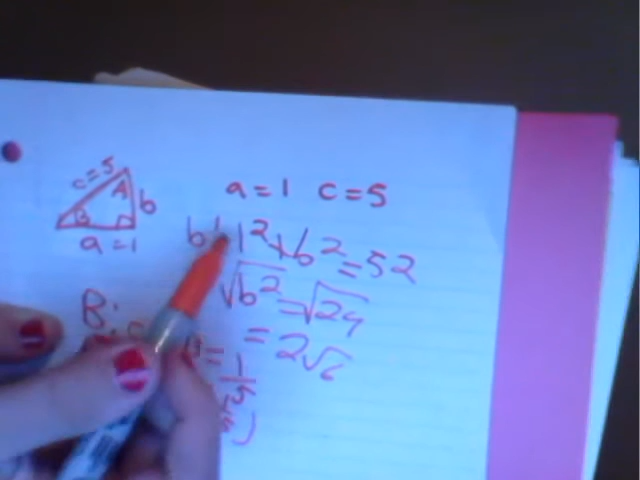 c=5
A
b
B
a=1
a=1 c=5
b: 1²+b²=5²
√b²=√24
=2√6
B: